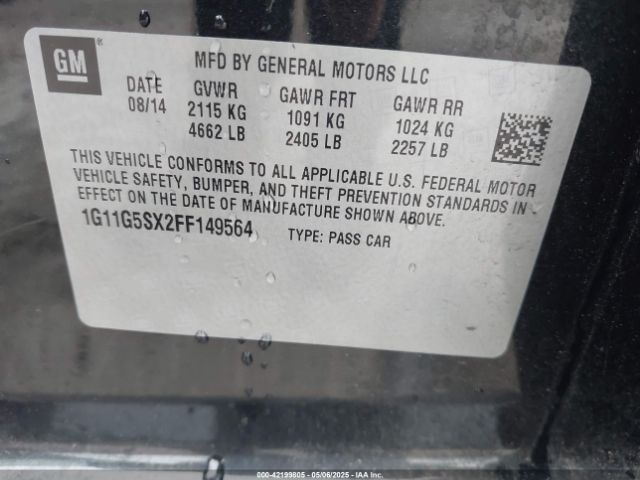 GM
MFD BY GENERAL MOTORS LLC
DATE GVWR GAWR FRT GAWR RR
08/14 2115 KG 1091 KG 1024 KG
4662 LB 2405 LB 2257 LB
THIS VEHICLE CONFORMS TO ALL APPLICABLE U.S. FEDERAL MOTOR
VEHICLE SAFETY, BUMPER, AND THEFT PREVENTION STANDARDS IN
EFFECT ON THE DATE OF MANUFACTURE SHOWN ABOVE.
1G11G5SX2FF149564 TYPE: PASS CAR
000-42199805 - 05/06/2025 - IAA Inc.